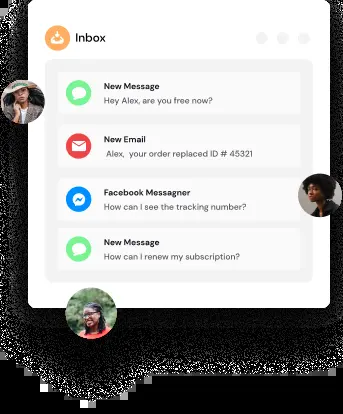 Inbox
New Message
Hey Alex, are you free now?
New Email
Alex, your order replaced ID # 45321
Facebook Messagner
How can I see the tracking number?
New Message
How can I renew my subscription?